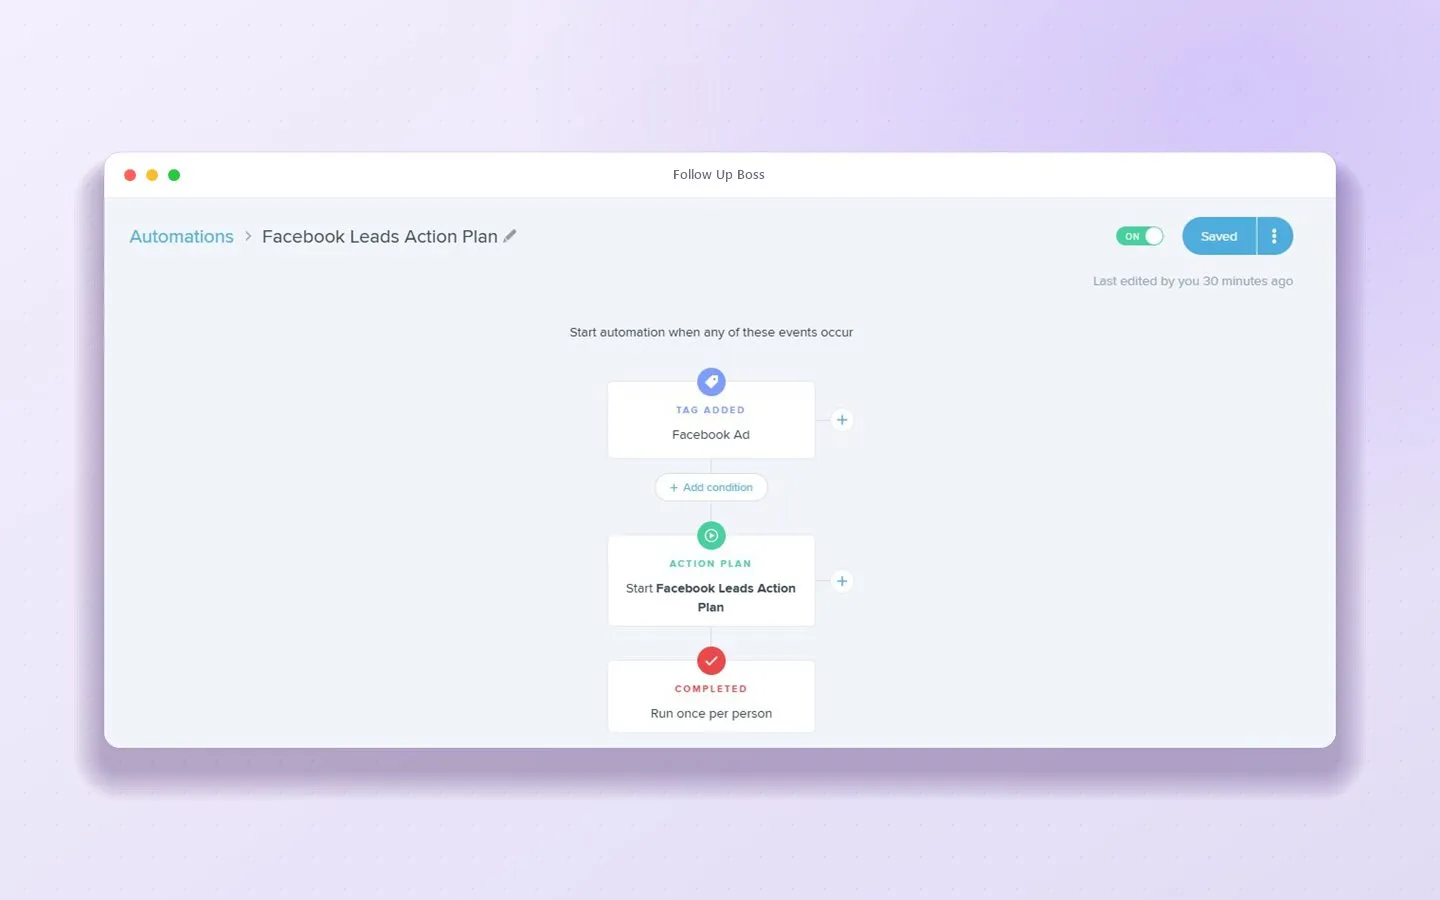 Follow Up Boss
Automations > Facebook Leads Action Plan
ON
Saved
Last edited by you 30 minutes ago
Start automation when any of these events occur
TAG ADDED
Facebook Ad
+ Add condition
ACTION PLAN
Start Facebook Leads Action
Plan
COMPLETED
Run once per person